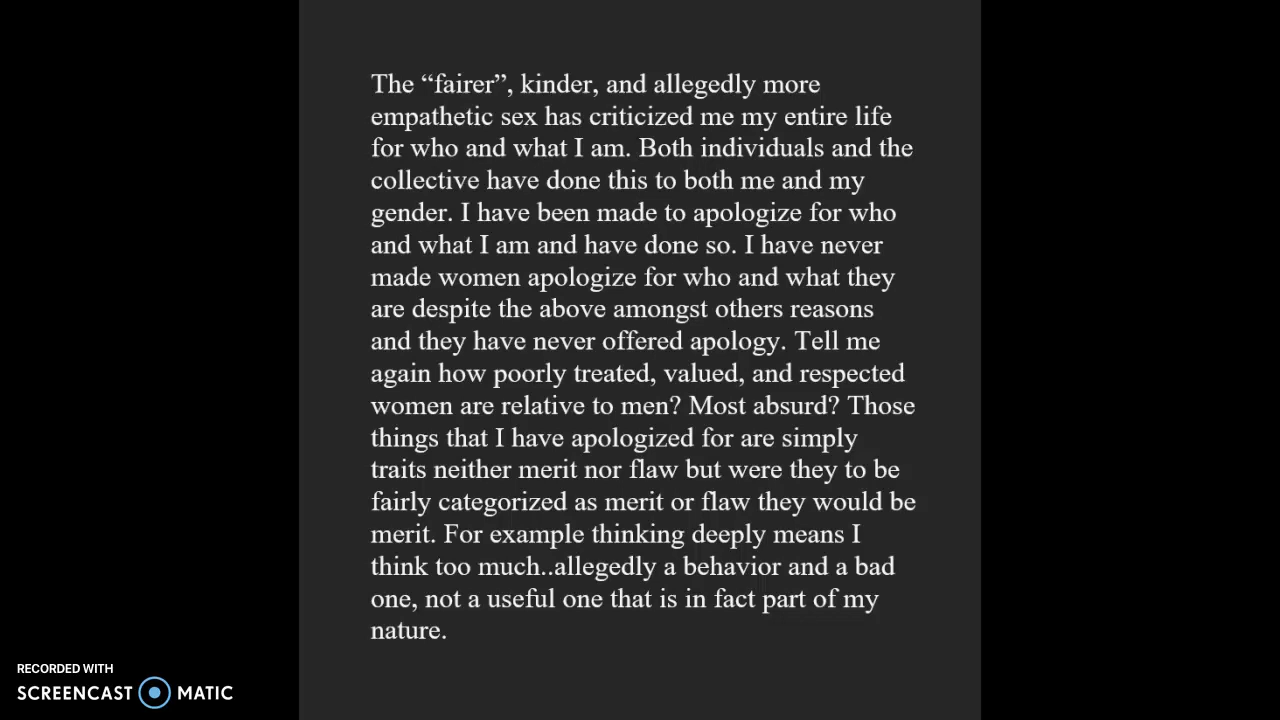 The “fairer”, kinder, and allegedly more
empathetic sex has criticized me my entire life
for who and what I am. Both individuals and the
collective have done this to both me and my
gender. I have been made to apologize for who
and what I am and have done so. I have never
made women apologize for who and what they
are despite the above amongst others reasons
and they have never offered apology. Tell me
again how poorly treated, valued, and respected
women are relative to men? Most absurd? Those
things that I have apologized for are simply
traits neither merit nor flaw but were they to be
fairly categorized as merit or flaw they would be
merit. For example thinking deeply means I
think too much..allegedly a behavior and a bad
one, not a useful one that is in fact part of my
nature.
RECORDED WITH
SCREENCAST MATIC